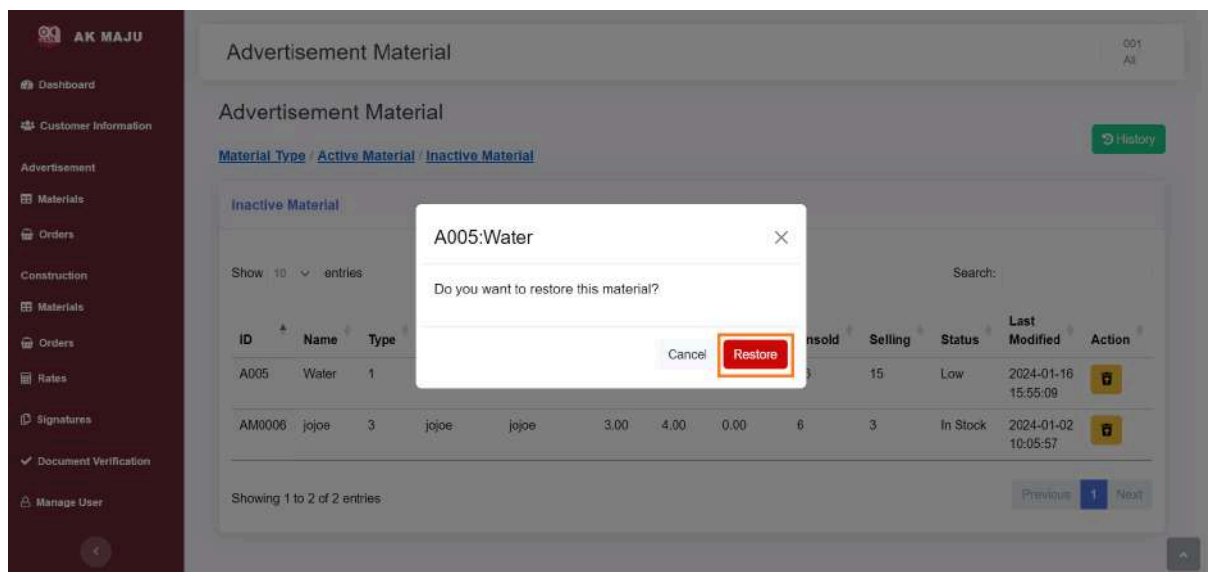 AK MAJU
Dashboard
Customer Information
Advertisement
Materials
Orders
Construction
Materials
Orders
Rates
Signatures
Document Verification
Manage User
Advertisement Material
001
Ali
Advertisement Material
History
Material Type / Active Material / Inactive Material
Inactive Material
A005:Water
Do you want to restore this material?
Cancel Restore
Show 10 entries
Search:
ID Name Type nsold Selling Status Last Modified Action
A005 Water 1 15 Low 2024-01-16
15:55:09
AM0006 jojoe 3 jojoe jojoe 3.00 4.00 0.00 6 3 In Stock 2024-01-02
10:05:57
Showing 1 to 2 of 2 entries
Previous 1 Next